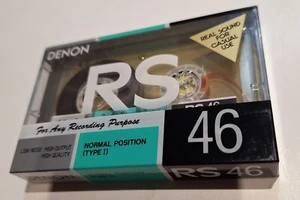 DENON
REAL SOUND
FOR
CASUAL
USE
RS
RS 46
For Any Recording Purpose
LOW NOISE HIGH OUTPUT
HIGH QUALITY
NORMAL POSITION
(TYPE I)
46
RS 46